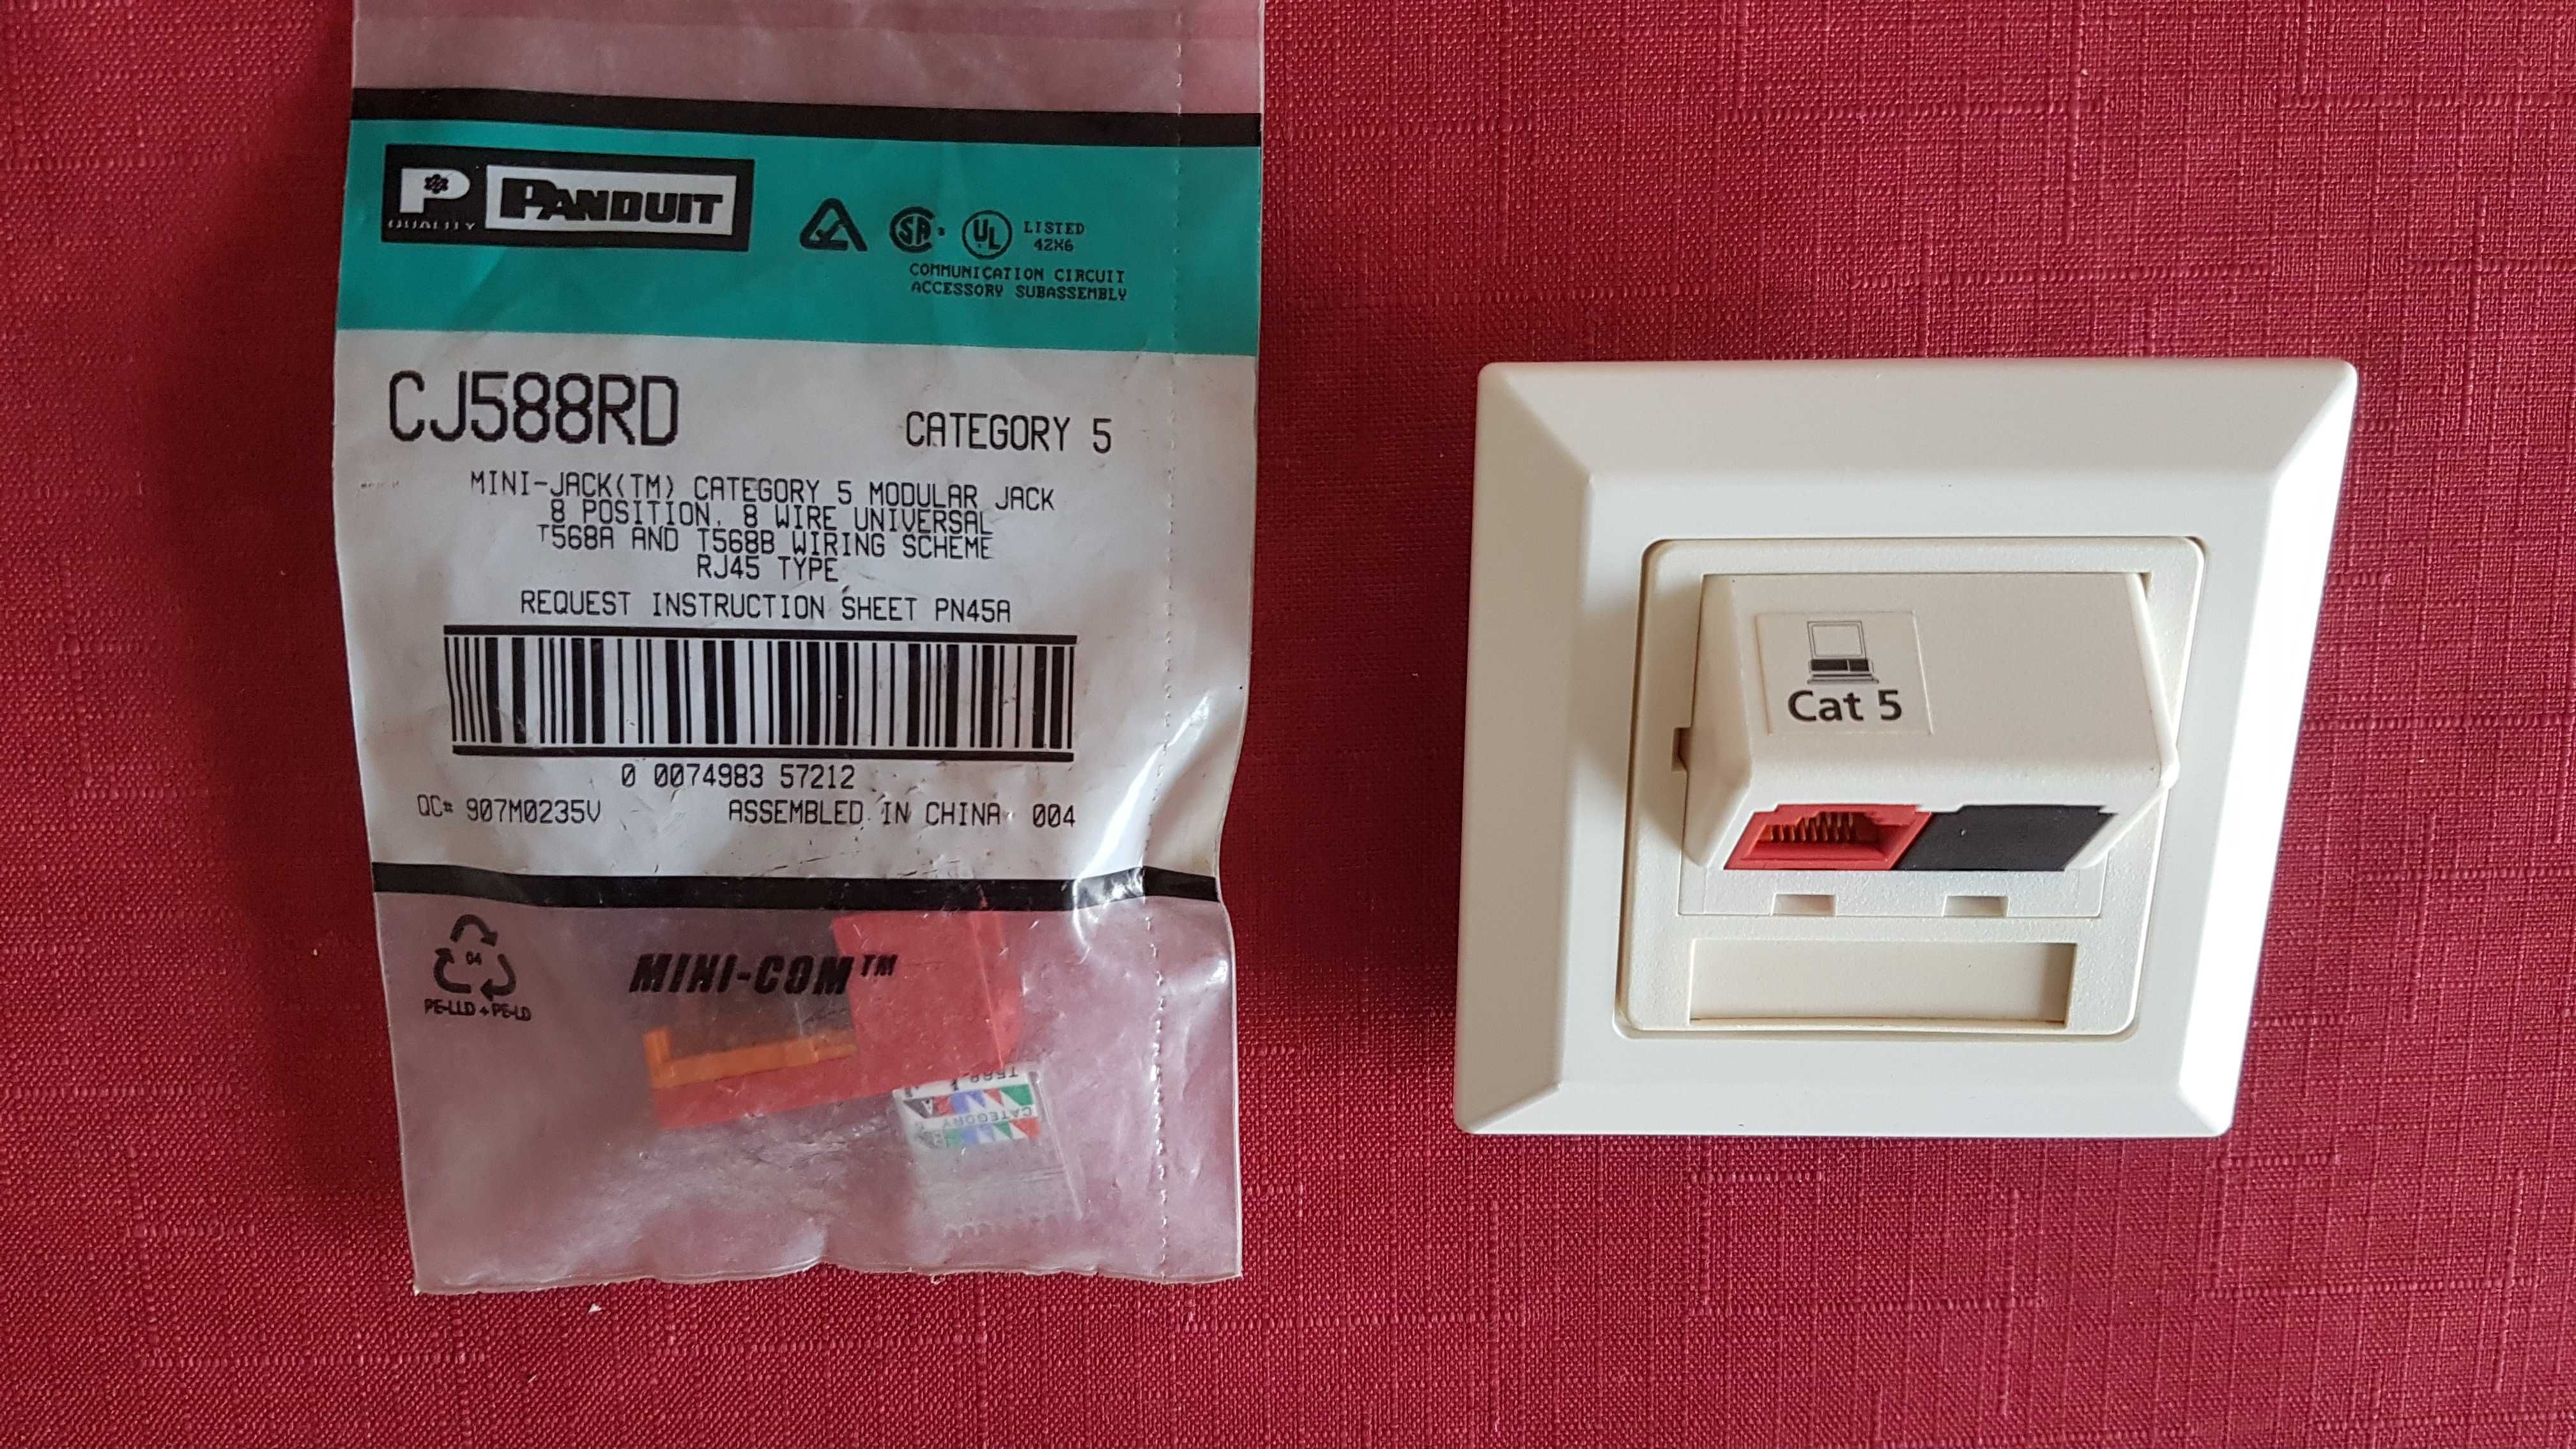 P QUALITY PANDUIT
LISTED
42X6
COMMUNICATION CIRCUIT
ACCESSORY SUBASSEMBLY
CJ588RD
CATEGORY 5
MINI-JACK(TM) CATEGORY 5 MODULAR JACK
8 POSITION, 8 WIRE UNIVERSAL
T568A AND T568B WIRING SCHEME
RJ45 TYPE
REQUEST INSTRUCTION SHEET PN45A
0 0074983 57212
QC# 907M0235V ASSEMBLED IN CHINA 004
04
PE-LLD + PE-LD
MINI-COM™
CATEGORY
SA
UL
Cat 5